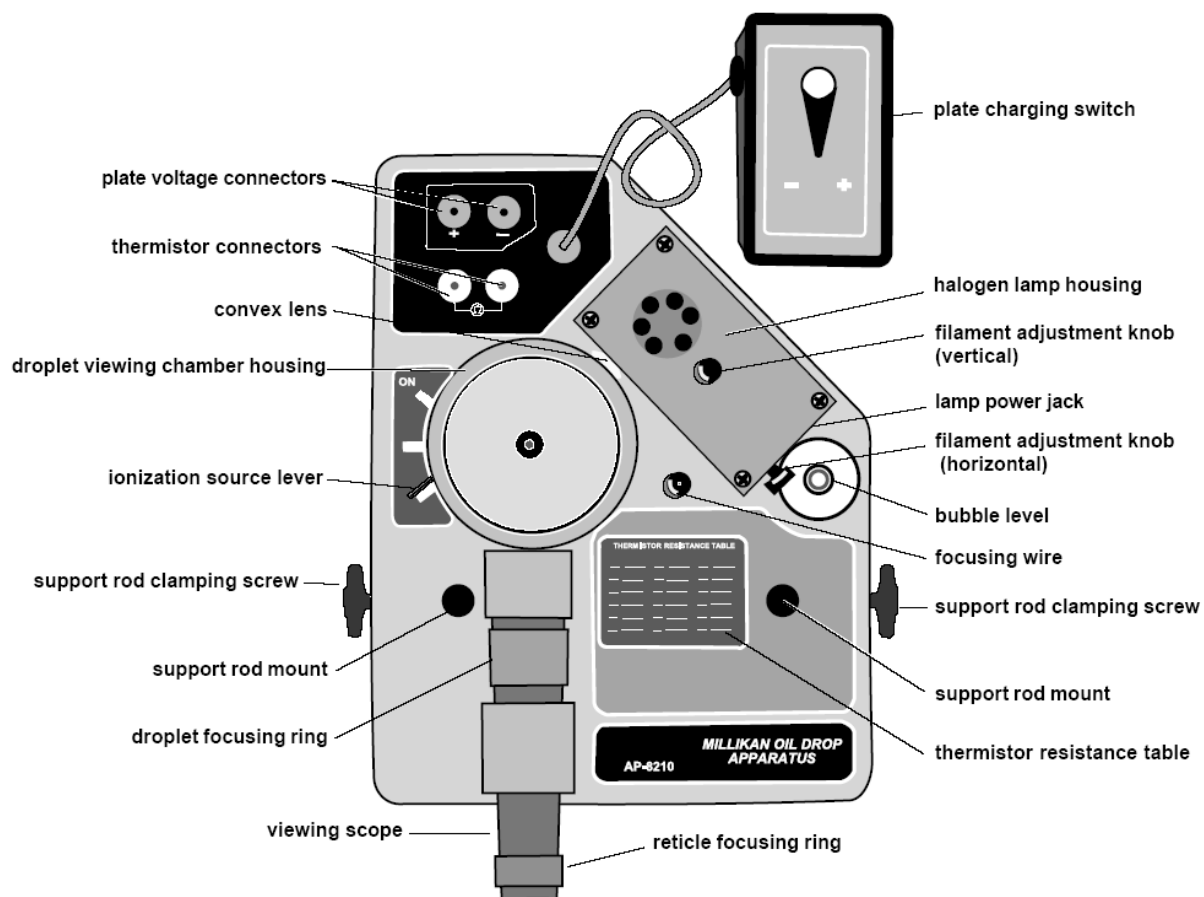 plate charging switch
plate voltage connectors
+ -
thermistor connectors
Ω
- +
convex lens
halogen lamp housing
filament adjustment knob
(vertical)
droplet viewing chamber housing
ON
lamp power jack
filament adjustment knob
(horizontal)
ionization source lever
bubble level
THERMISTOR RESISTANCE TABLE
focusing wire
support rod clamping screw
support rod clamping screw
support rod mount
support rod mount
droplet focusing ring
MILLIKAN OIL DROP
APPARATUS
AP-8210
thermistor resistance table
viewing scope
reticle focusing ring